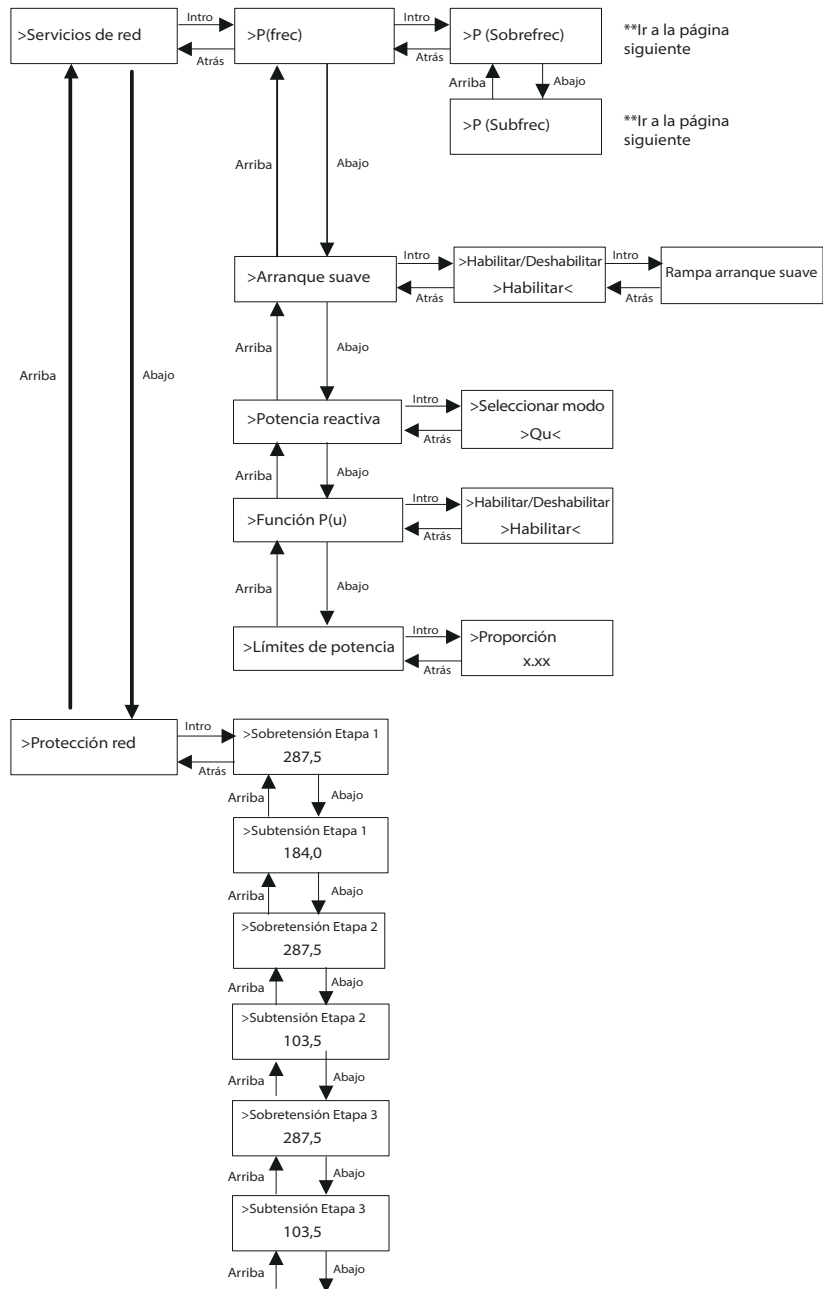 >Servicios de red
Intro
Atrás
>P(frec)
Intro
Atrás
>P (Sobrefrec)
**Ir a la página
siguiente
Arriba
Abajo
>P (Subfrec)
**Ir a la página
siguiente
Arriba
Abajo
>Arranque suave
Intro
Atrás
>Habilitar/Deshabilitar
>Habilitar<
Intro
Atrás
Rampa arranque suave
Arriba
Abajo
Arriba
Abajo
>Potencia reactiva
Intro
Atrás
>Seleccionar modo
>Qu<
Arriba
Abajo
>Función P(u)
Intro
Atrás
>Habilitar/Deshabilitar
>Habilitar<
Arriba
Abajo
>Límites de potencia
Intro
Atrás
>Proporción
x.xx
>Protección red
Intro
Atrás
>Sobretensión Etapa 1
287,5
Arriba
Abajo
>Subtensión Etapa 1
184,0
Arriba
Abajo
>Sobretensión Etapa 2
287,5
Arriba
Abajo
>Subtensión Etapa 2
103,5
Arriba
Abajo
>Sobretensión Etapa 3
287,5
Arriba
Abajo
>Subtensión Etapa 3
103,5
Arriba
Abajo